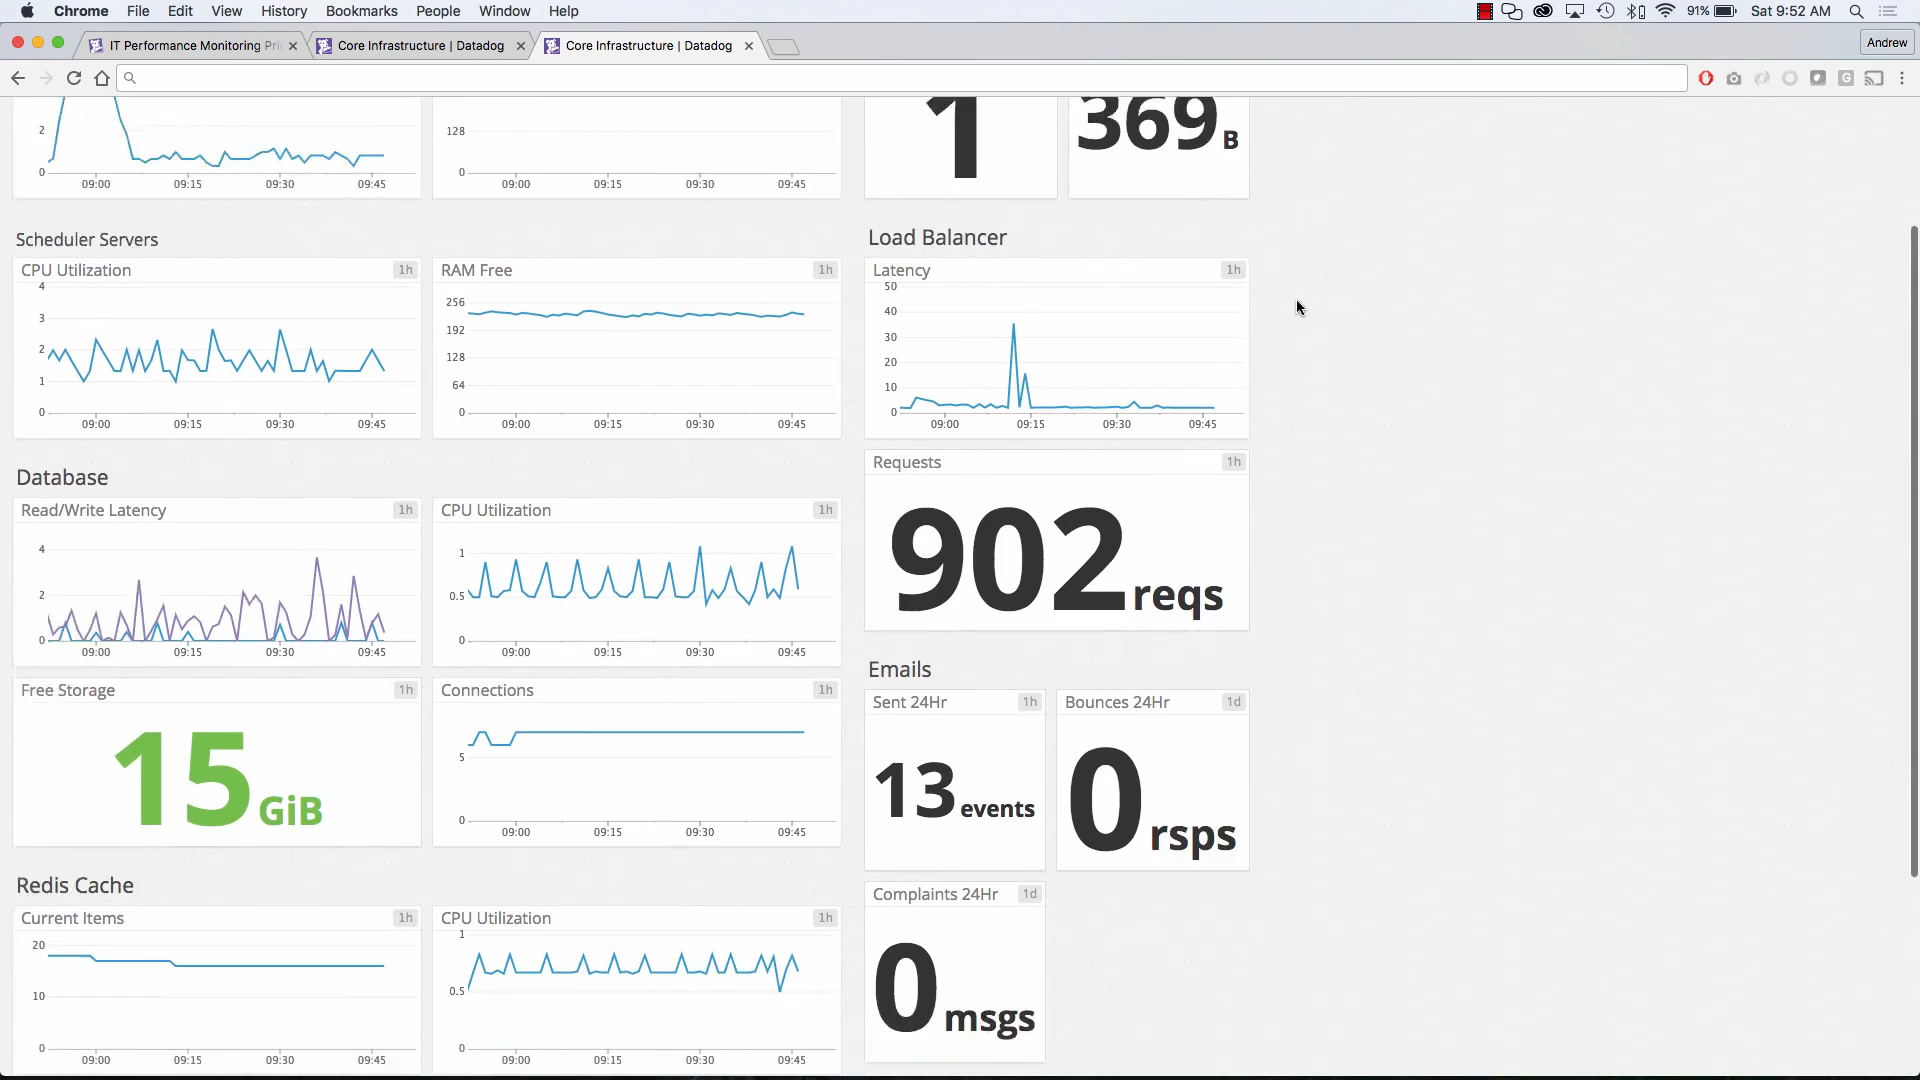 Chrome File Edit View History Bookmarks People Window Help 91% Sat 9:52 AM
IT Performance Monitoring Pri
Core Infrastructure | Datadog
Core Infrastructure | Datadog
Andrew
2
0
09:00 09:15 09:30 09:45
128
0
09:00 09:15 09:30 09:45
1
369 B
Scheduler Servers
CPU Utilization 1h
4
3
2
1
0
09:00 09:15 09:30 09:45
RAM Free 1h
256
192
128
64
0
09:00 09:15 09:30 09:45
Load Balancer
Latency 1h
50
40
30
20
10
0
09:00 09:15 09:30 09:45
Requests 1h
902 reqs
Database
Read/Write Latency 1h
4
2
0
09:00 09:15 09:30 09:45
CPU Utilization 1h
1
0.5
0
09:00 09:15 09:30 09:45
Free Storage 1h
15 GiB
Connections 1h
5
0
09:00 09:15 09:30 09:45
Emails
Sent 24Hr 1h
13 events
Bounces 24Hr 1d
0 rsps
Complaints 24Hr 1d
0 msgs
Redis Cache
Current Items 1h
20
10
0
09:00 09:15 09:30 09:45
CPU Utilization 1h
1
0.5
0
09:00 09:15 09:30 09:45